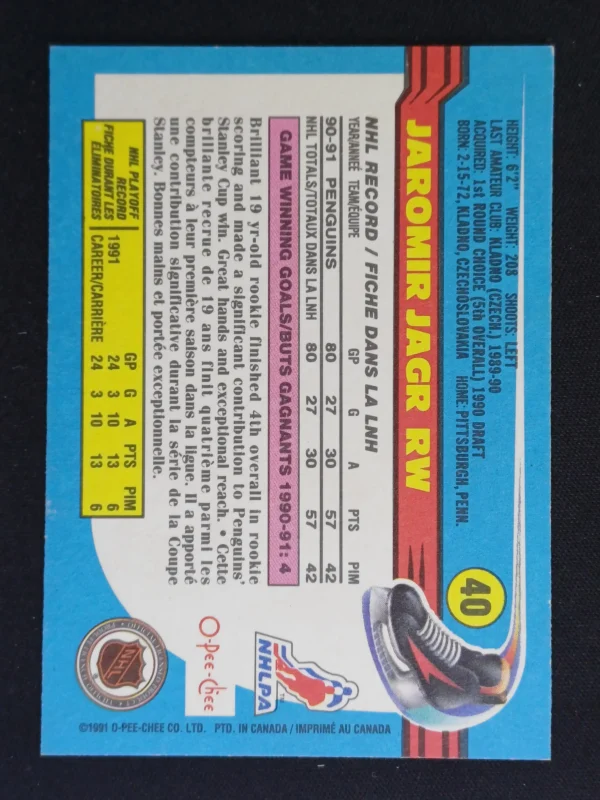 HEIGHT: 6'2" WEIGHT: 208 SHOOTS: LEFT
LAST AMATEUR CLUB: KLADNO (CZECH.) 1989-90
ACQUIRED: 1st ROUND CHOICE (5th OVERALL) 1990 DRAFT
BORN: 2-15-72, KLADNO, CZECHOSLOVAKIA HOME: PITTSBURGH, PENN.
40
JAROMIR JAGR RW
NHL RECORD / FICHE DANS LA LNH
YEAR/ANNEÉ TEAM/ÉQUIPE GP G A PTS PIM
90-91 PENGUINS 80 27 30 57 42
NHL TOTALS/TOTAUX DANS LA LNH 80 27 30 57 42
GAME WINNING GOALS/BUTS GAGNANTS 1990-91: 4
Brilliant 19 yr-old rookie finished 4th overall in rookie
scoring and made a significant contribution to Penguins'
Stanley Cup win. Great hands and exceptional reach. • Cette
brillante recrue de 19 ans finit quatrième parmi les
compteurs à leur première saison dans la ligue. Il a apporté
une contribution significative durant la série de la Coupe
Stanley. Bonnes mains et portée exceptionnelle.
NHL PLAYOFF RECORD
FICHE DURANT LES ÉLIMINATOIRES
GP G A PTS PIM
1991 24 3 10 13 6
CAREER/CARRIÈRE 24 3 10 13 6
NHLPA
TM
O-Pee-Chee
NHL
©1991 O-PEE-CHEE CO. LTD. PTD. IN CANADA / IMPRIMÉ AU CANADA